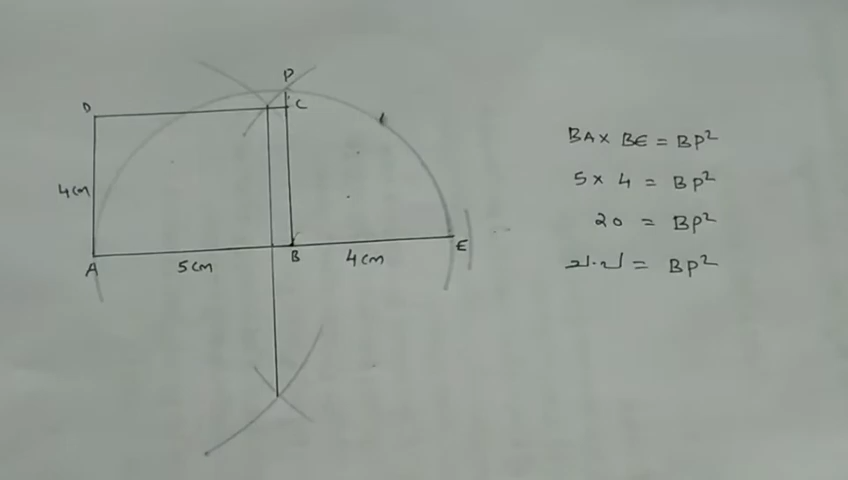 P
D
C
4cm
A
5cm
B
4cm
E
BA × BE = BP²
5 × 4 = BP²
20 = BP²
= BP²